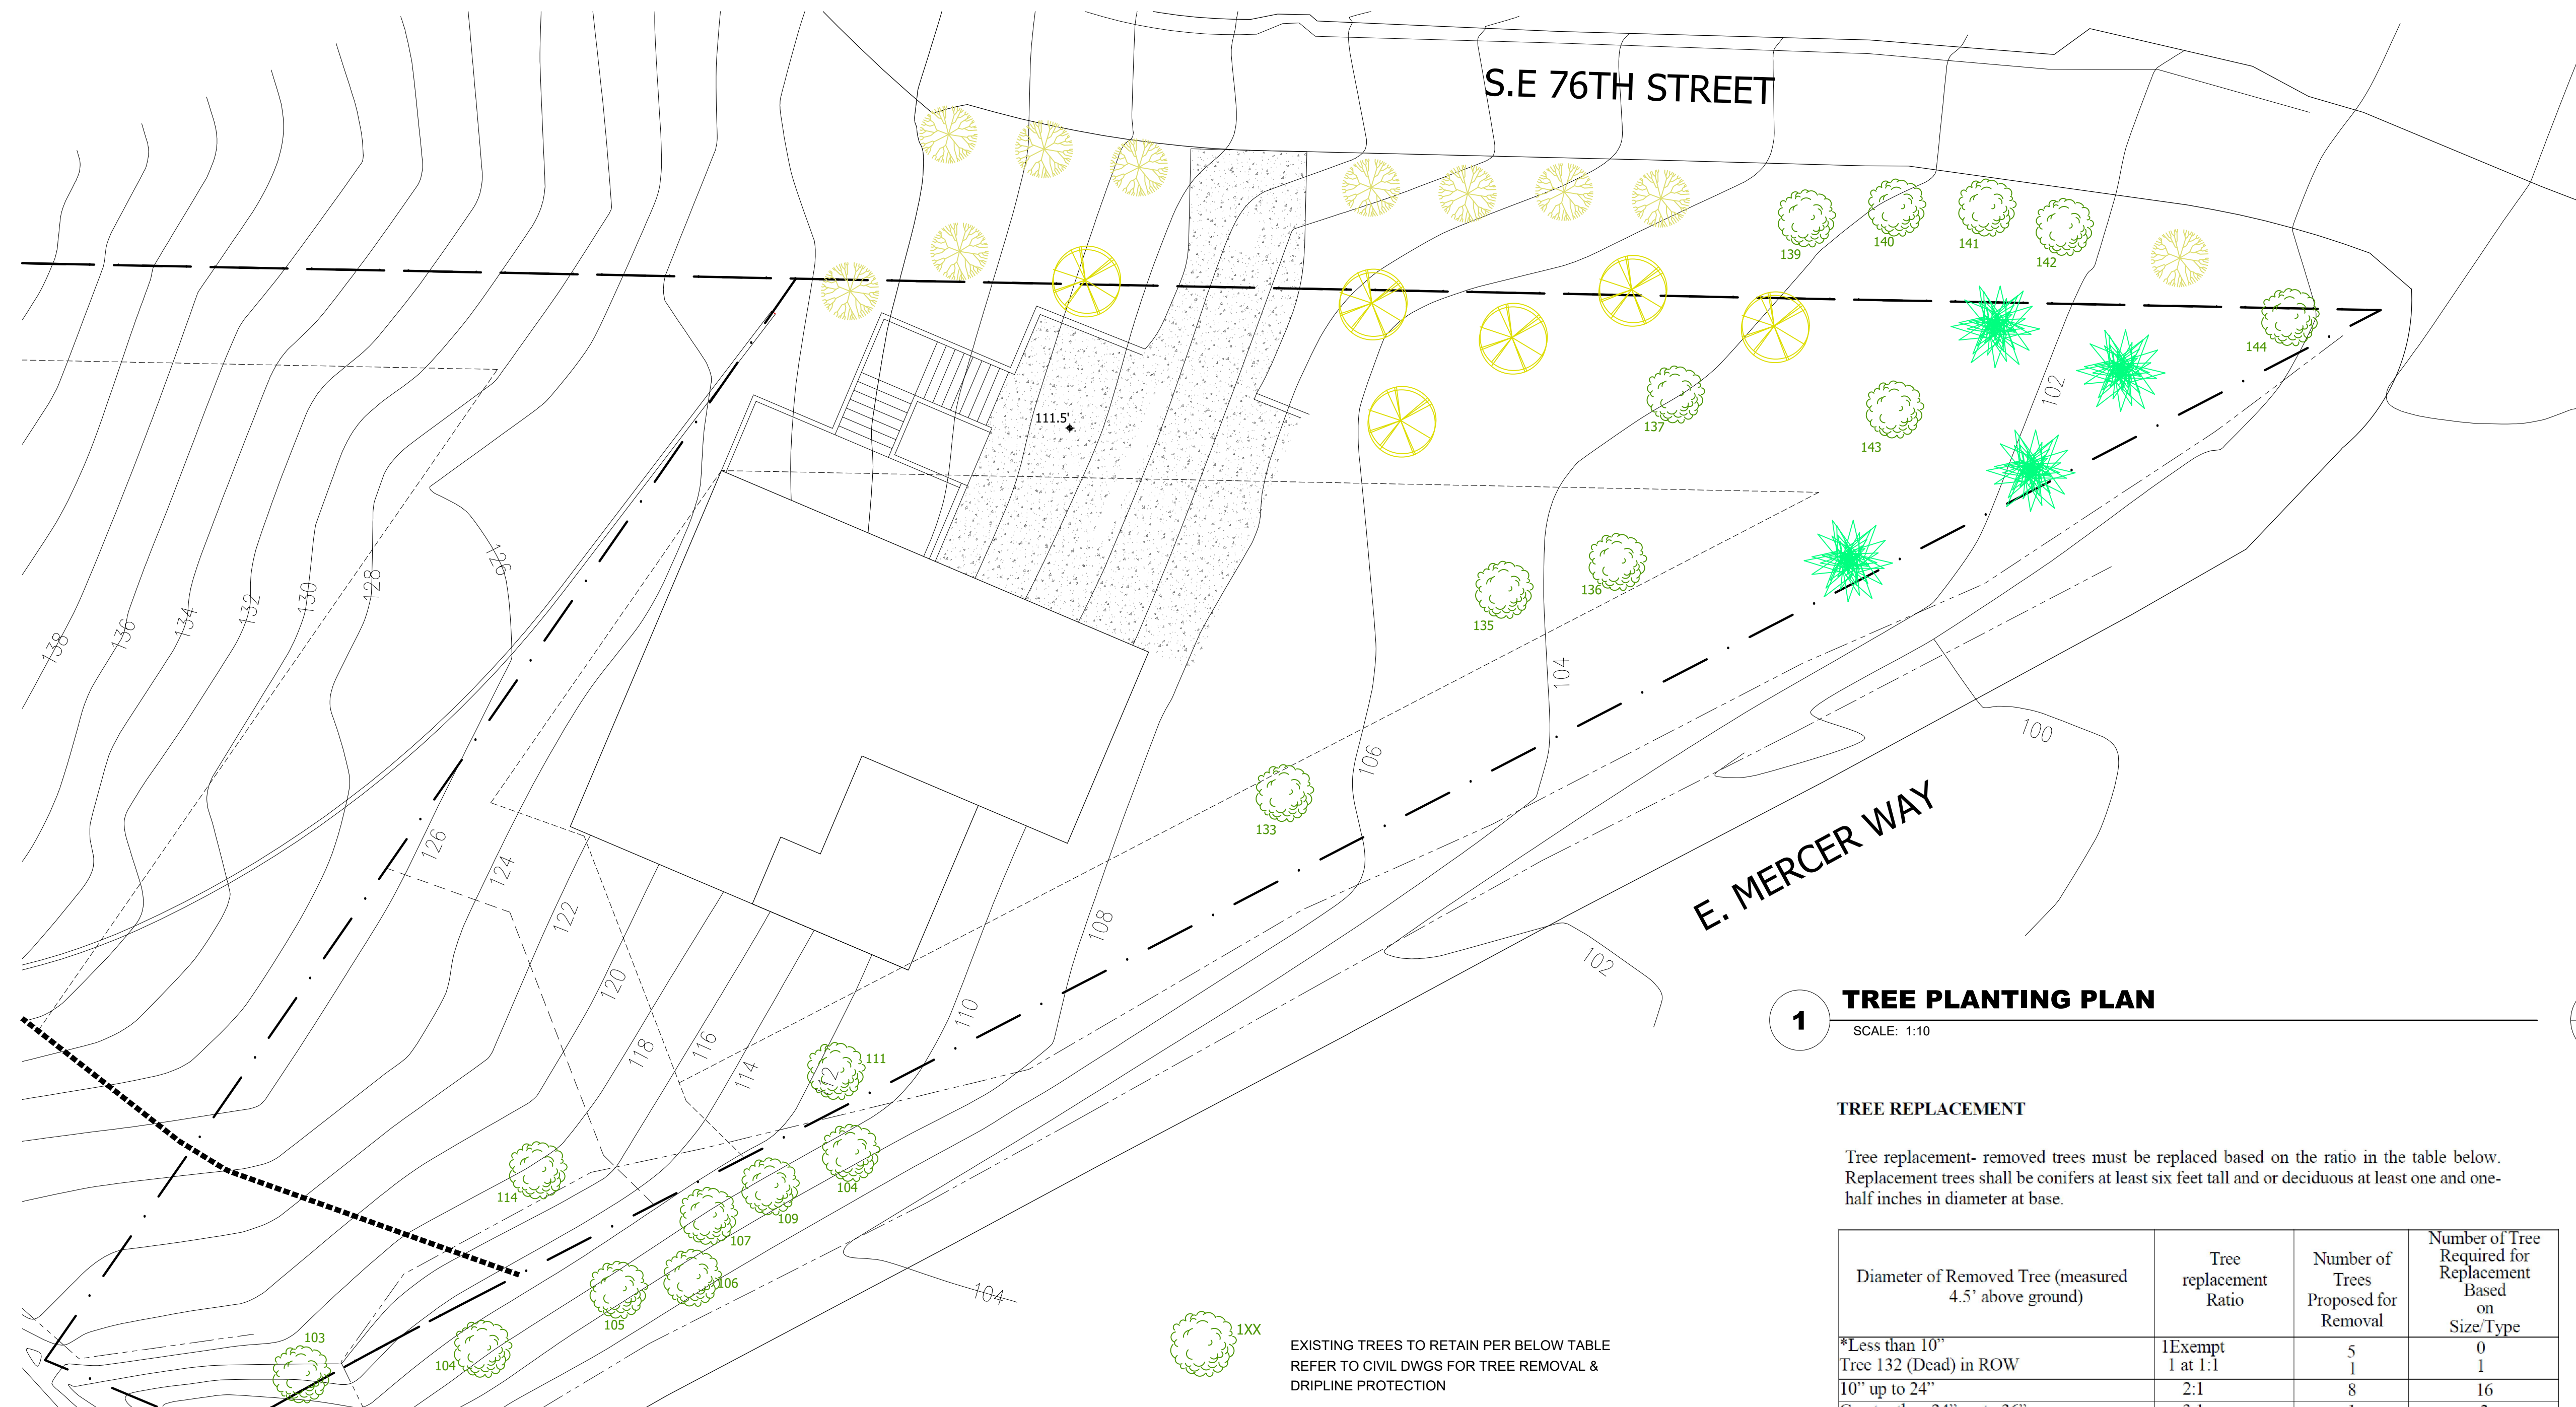 S.E 76TH STREET
139
140
141
142
144
137
143
102
111.5'
135
136
104
138
136
134
132
130
128
126
100
106
133
E. MERCER WAY
126
124
122
120
118
116
114
108
110
102
111
12
104
109
107
114
106
105
104
103
104
1 TREE PLANTING PLAN
SCALE: 1:10
TREE REPLACEMENT
Tree replacement- removed trees must be replaced based on the ratio in the table below.
Replacement trees shall be conifers at least six feet tall and or deciduous at least one and one-
half inches in diameter at base.
Diameter of Removed Tree (measured
4.5’ above ground)
Tree
replacement
Ratio
Number of
Trees
Proposed for
Removal
Number of Tree
Required for
Replacement
Based
on
Size/Type
*Less than 10” 1Exempt 5 0
Tree 132 (Dead) in ROW 1 at 1:1 1 1
10” up to 24” 2:1 8 16
1XX
EXISTING TREES TO RETAIN PER BELOW TABLE
REFER TO CIVIL DWGS FOR TREE REMOVAL &
DRIPLINE PROTECTION